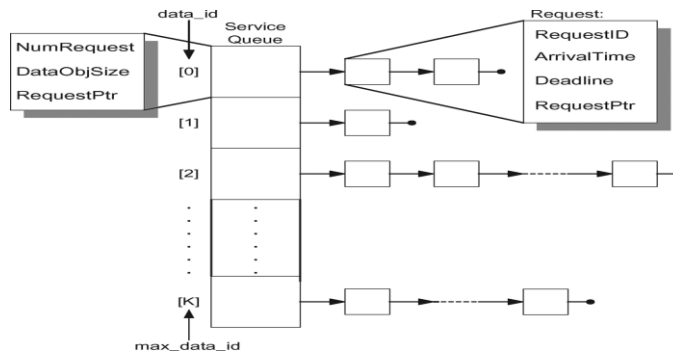 data_id
Service
Queue
Request:
NumRequest
DataObjSize
RequestPtr
[0]
RequestID
ArrivalTime
Deadline
RequestPtr
[1]
[2]
[K]
max_data_id